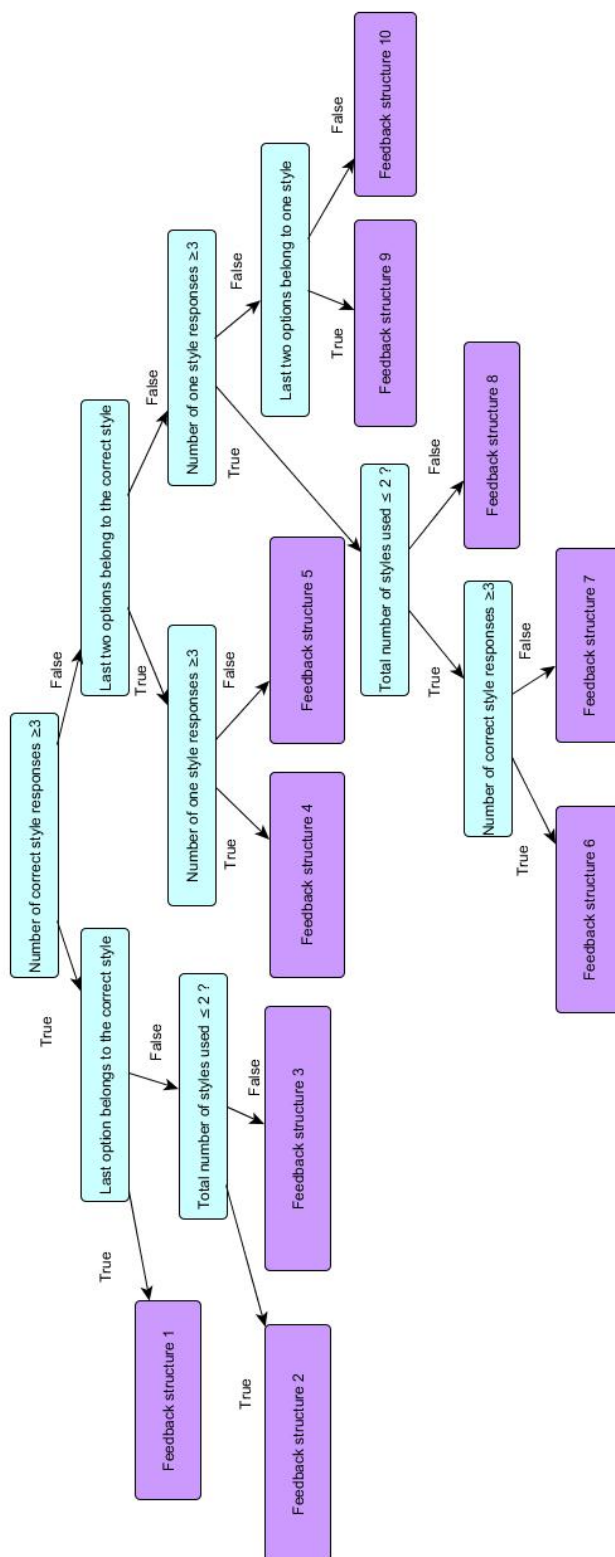 Number of correct style responses ≥3
True
False
Last option belongs to the correct style
Last two options belong to the correct style
True
False
True
False
Feedback structure 1
Total number of styles used ≤ 2 ?
Number of one style responses ≥3
Number of one style responses ≥3
True
False
True
False
True
False
Feedback structure 2
Feedback structure 3
Feedback structure 4
Feedback structure 5
Total number of styles used ≤ 2 ?
Last two options belong to one style
True
False
True
False
Number of correct style responses ≥3
Feedback structure 8
Feedback structure 9
Feedback structure 10
True
False
Feedback structure 6
Feedback structure 7